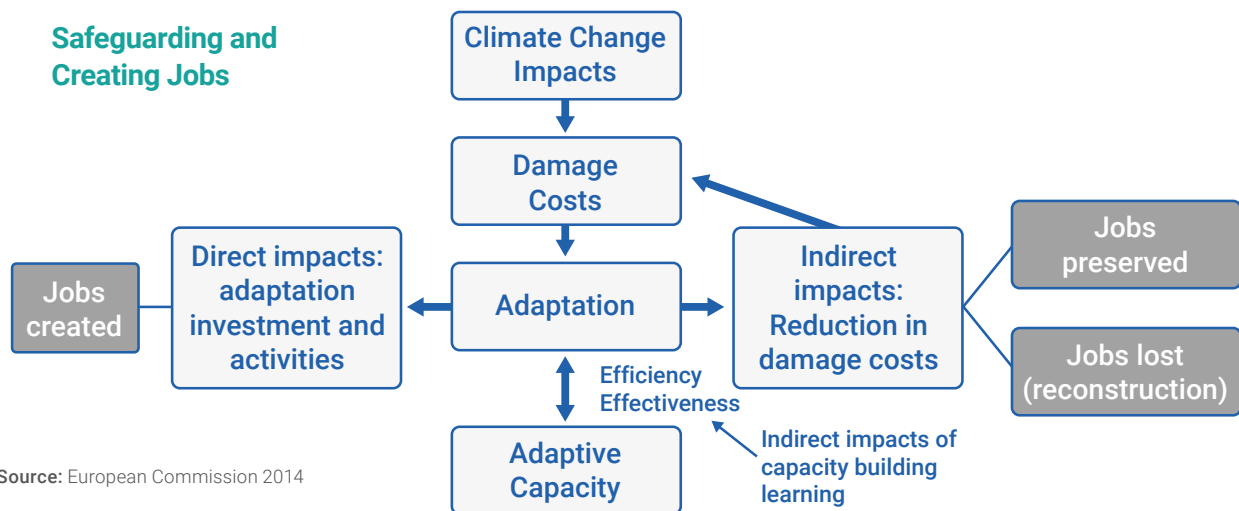 Safeguarding and
Creating Jobs
Climate Change
Impacts
Damage
Costs
Jobs
created
Direct impacts:
adaptation
investment and
activities
Adaptation
Indirect
impacts:
Reduction in
damage costs
Jobs
preserved
Jobs lost
(reconstruction)
Efficiency
Effectiveness
Adaptive
Capacity
Indirect impacts of
capacity building
learning
Source: European Commission 2014